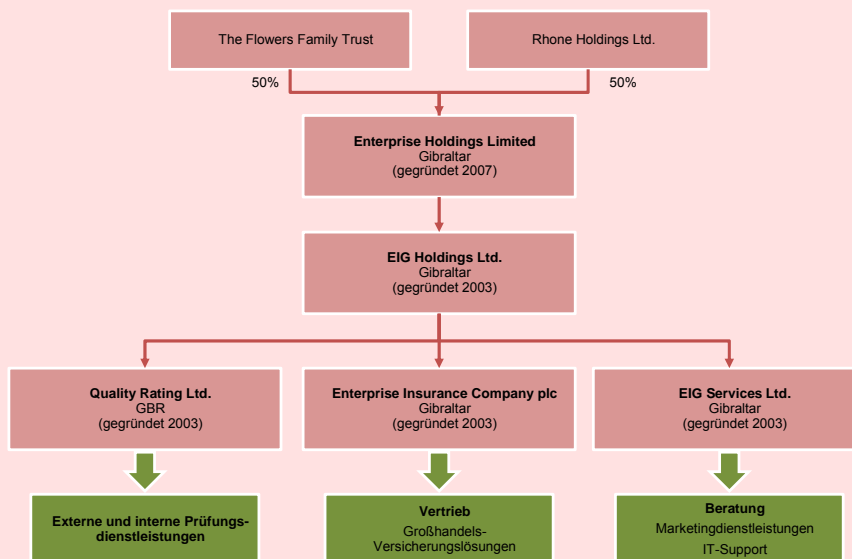 The Flowers Family Trust
Rhone Holdings Ltd.
50%
50%
Enterprise Holdings Limited
Gibraltar
(gegründet 2007)
EIG Holdings Ltd.
Gibraltar
(gegründet 2003)
Quality Rating Ltd.
GBR
(gegründet 2003)
Enterprise Insurance Company plc
Gibraltar
(gegründet 2003)
EIG Services Ltd.
Gibraltar
(gegründet 2003)
Externe und interne Prüfungs-
dienstleistungen
Vertrieb
Großhandels-
Versicherungslösungen
Beratung
Marketingdienstleistungen
IT-Support